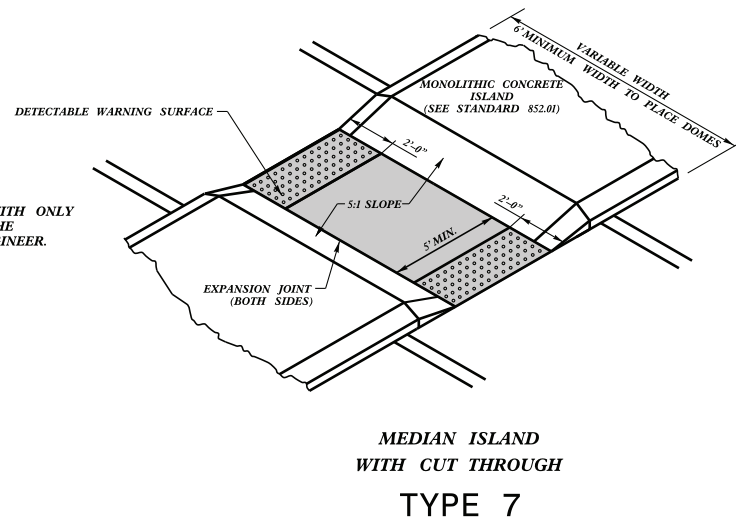 VARIABLE WIDTH
6' MINIMUM WIDTH TO PLACE DOMES
MONOLITHIC CONCRETE
ISLAND
(SEE STANDARD 852.01)
DETECTABLE WARNING SURFACE
2'-0"
5:1 SLOPE
2'-0"
5' MIN.
ITH ONLY
HE
INEER.
EXPANSION JOINT
(BOTH SIDES)
MEDIAN ISLAND
WITH CUT THROUGH
TYPE 7